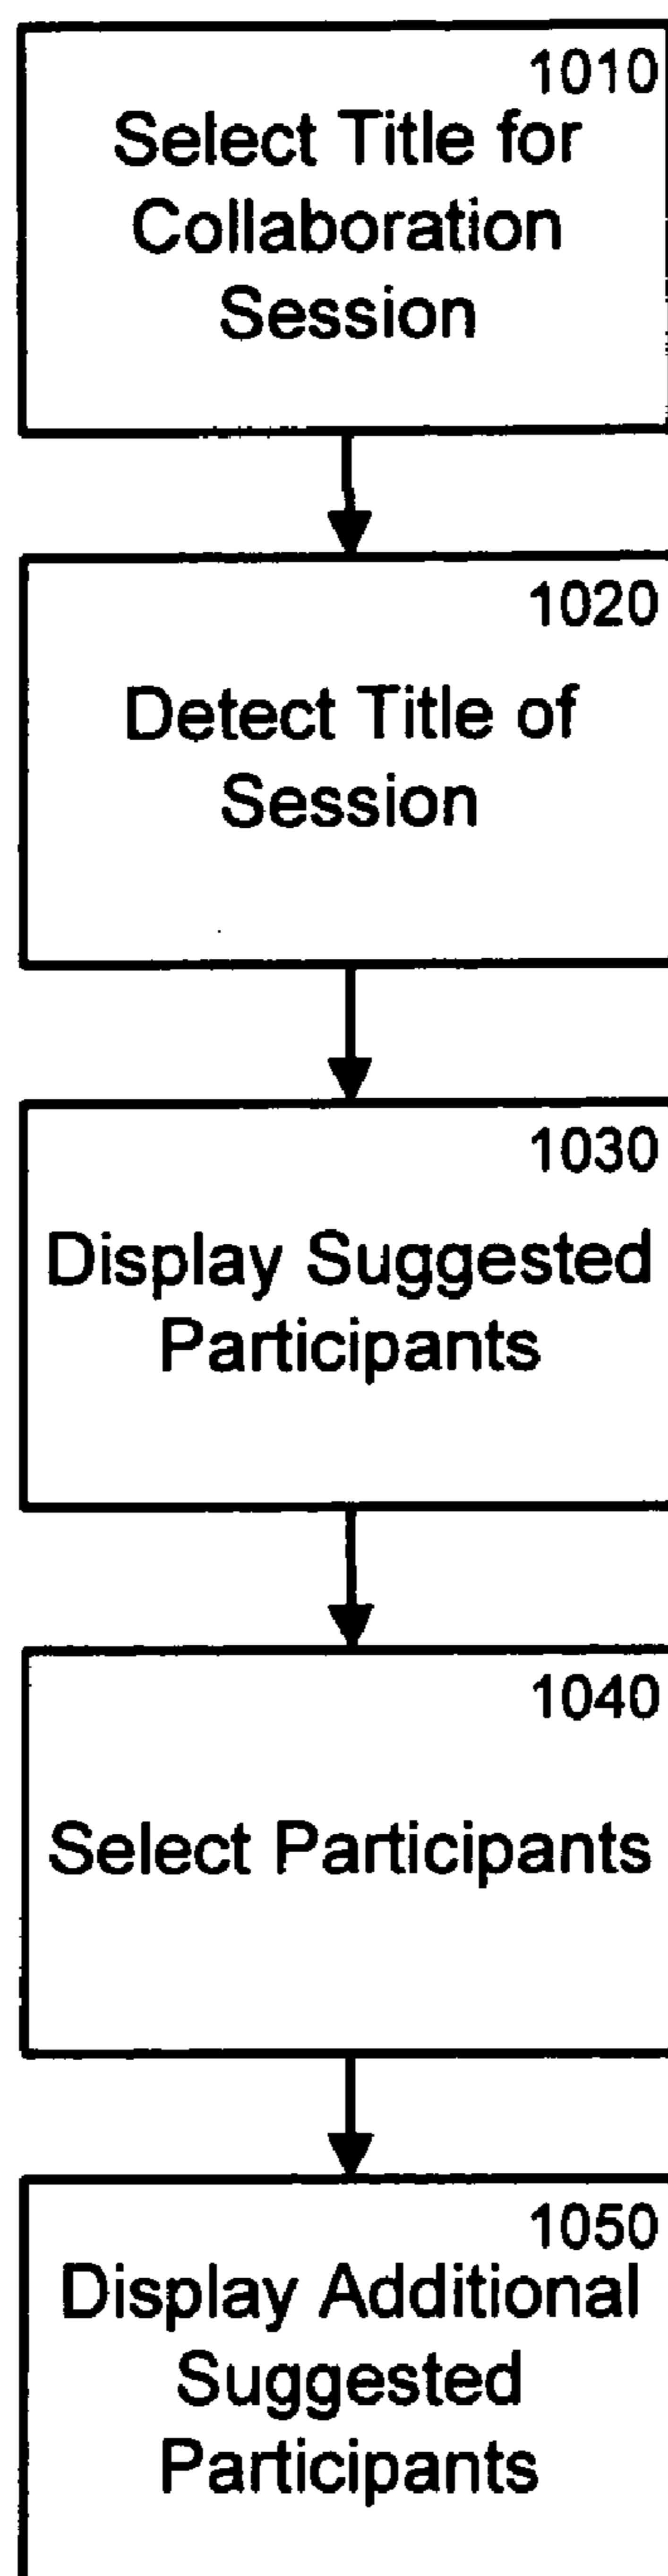 1010
Select Title for
Collaboration
Session
1020
Detect Title of
Session
1030
Display Suggested
Participants
1040
Select Participants
1050
Display Additional
Suggested
Participants